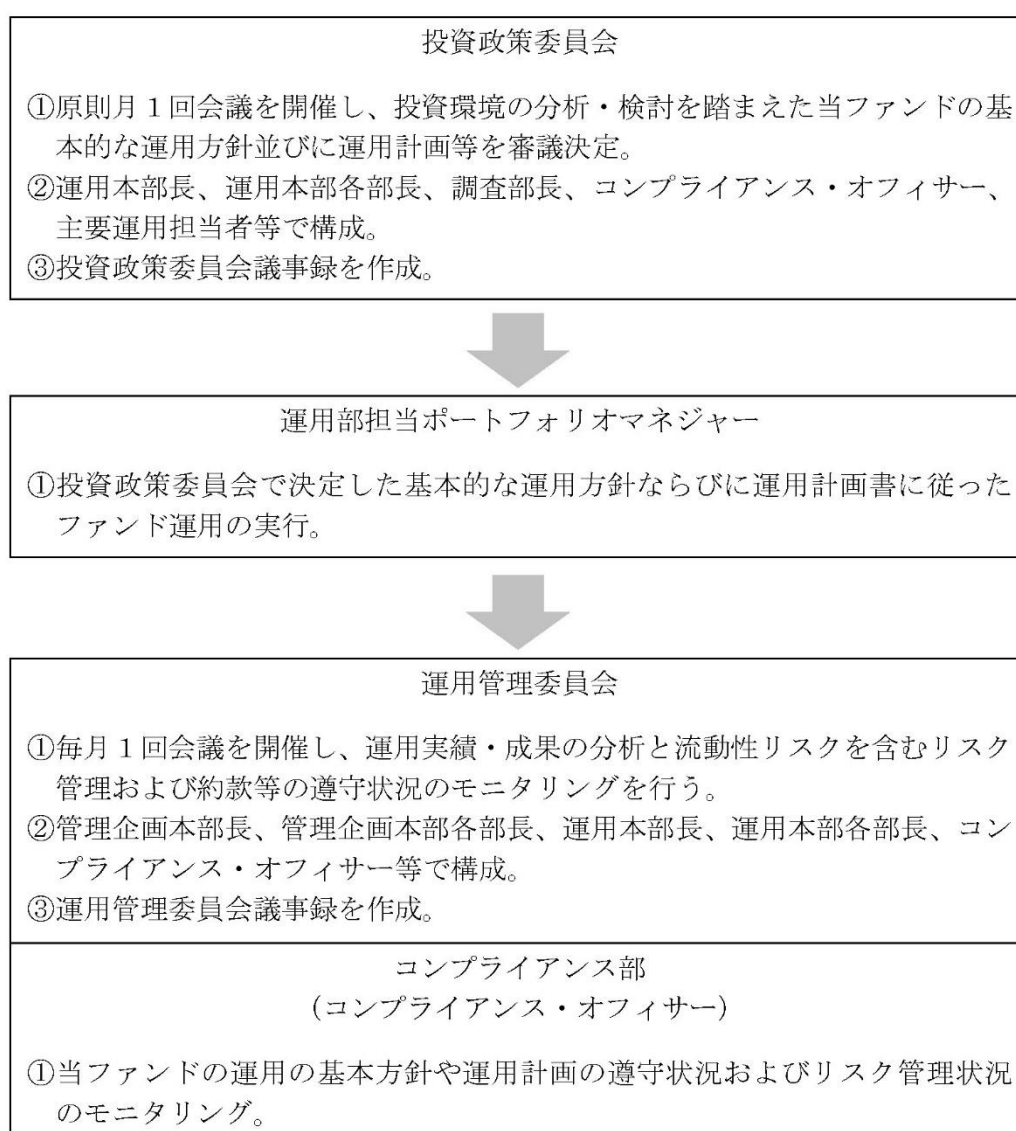 投資政策委員会
①原則月１回会議を開催し、投資環境の分析・検討を踏まえた当ファンドの基
本的な運用方針並びに運用計画等を審議決定。
②運用本部長、運用本部各部長、調査部長、コンプライアンス・オフィサー、
主要運用担当者等で構成。
③投資政策委員会議事録を作成。
運用部担当ポートフォリオマネジャー
①投資政策委員会で決定した基本的な運用方針ならびに運用計画書に従った
ファンド運用の実行。
運用管理委員会
①毎月１回会議を開催し、運用実績・成果の分析と流動性リスクを含むリスク
管理および約款等の遵守状況のモニタリングを行う。
②管理企画本部長、管理企画本部各部長、運用本部長、運用本部各部長、コン
プライアンス・オフィサー等で構成。
③運用管理委員会議事録を作成。
コンプライアンス部
（コンプライアンス・オフィサー）
①当ファンドの運用の基本方針や運用計画の遵守状況およびリスク管理状況
のモニタリング。